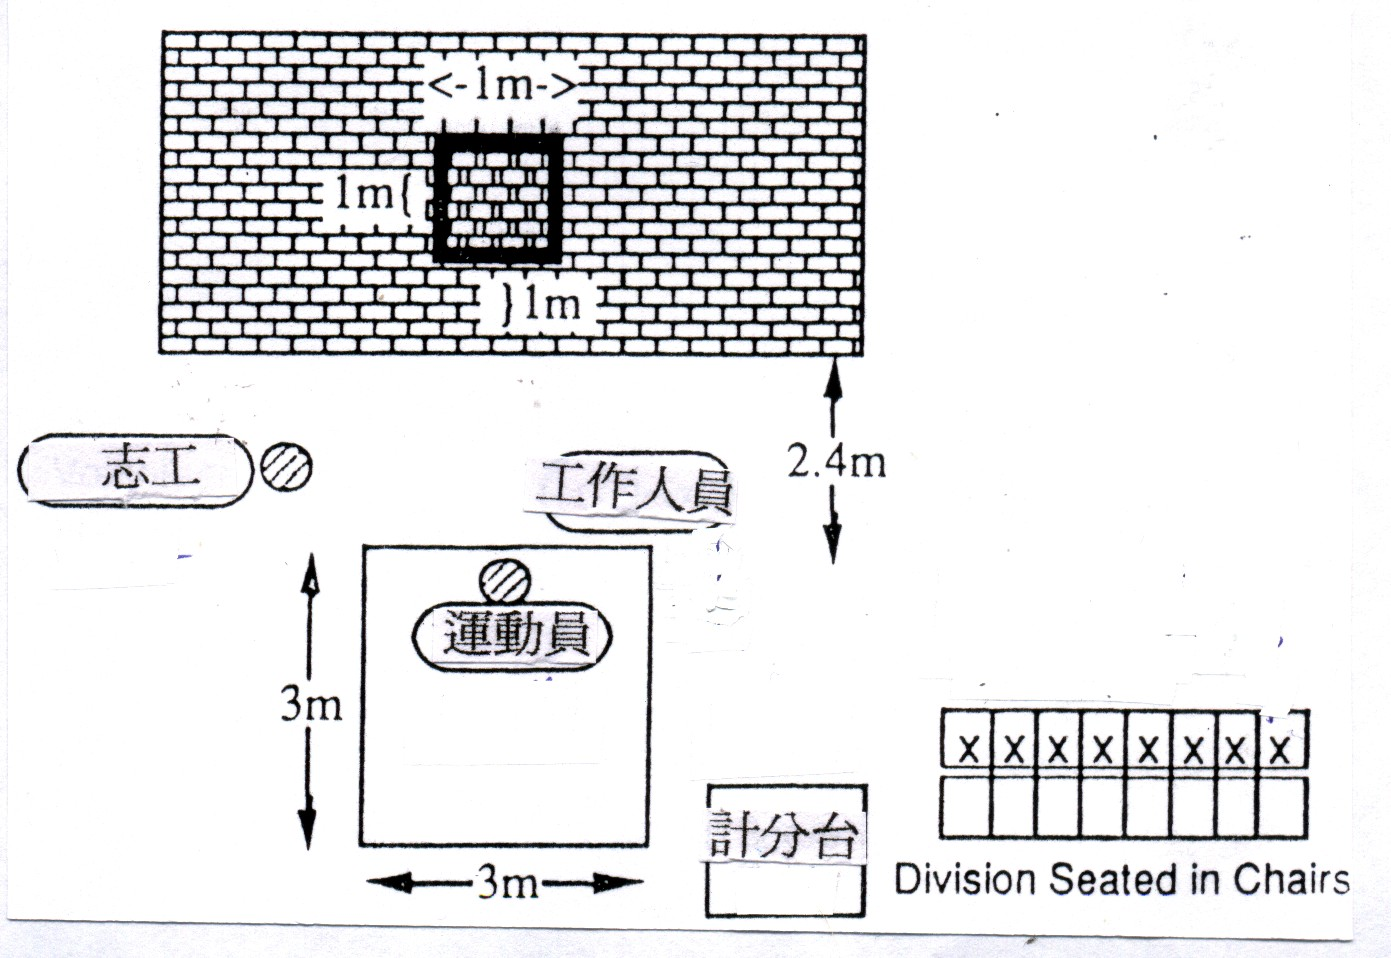 <-1m->
1m{
}1m
2.4m
志工
工作人員
運動員
3m
3m
計分台
X X X X X X X X
Division Seated in Chairs